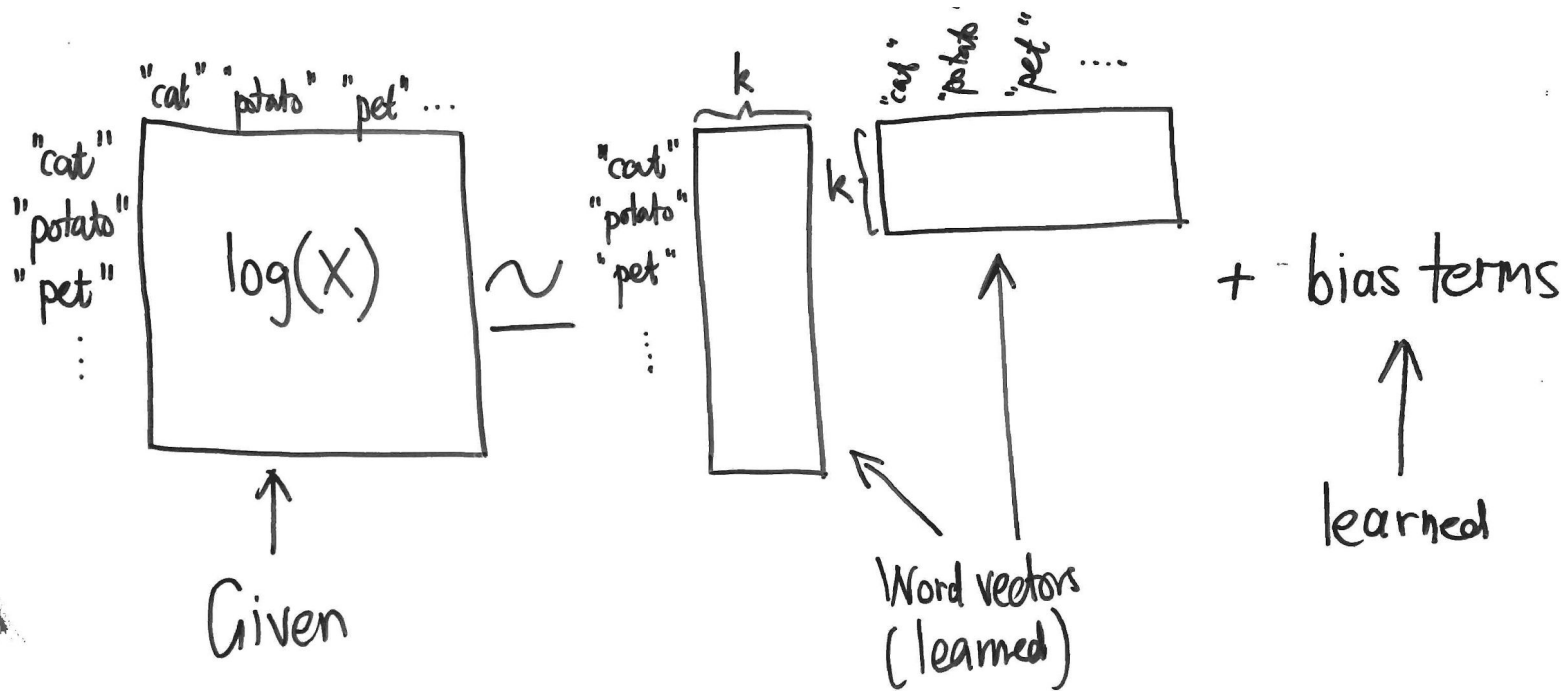 "cat" "potato" "pet" ...
"cat"
"potato"
"pet"
⋮
log(X)
Given
≃
k
"cat"
"potato"
"pet"
⋮
"cat" "potato "pet" ....
k
Word vectors
(learned)
+ bias terms
learned